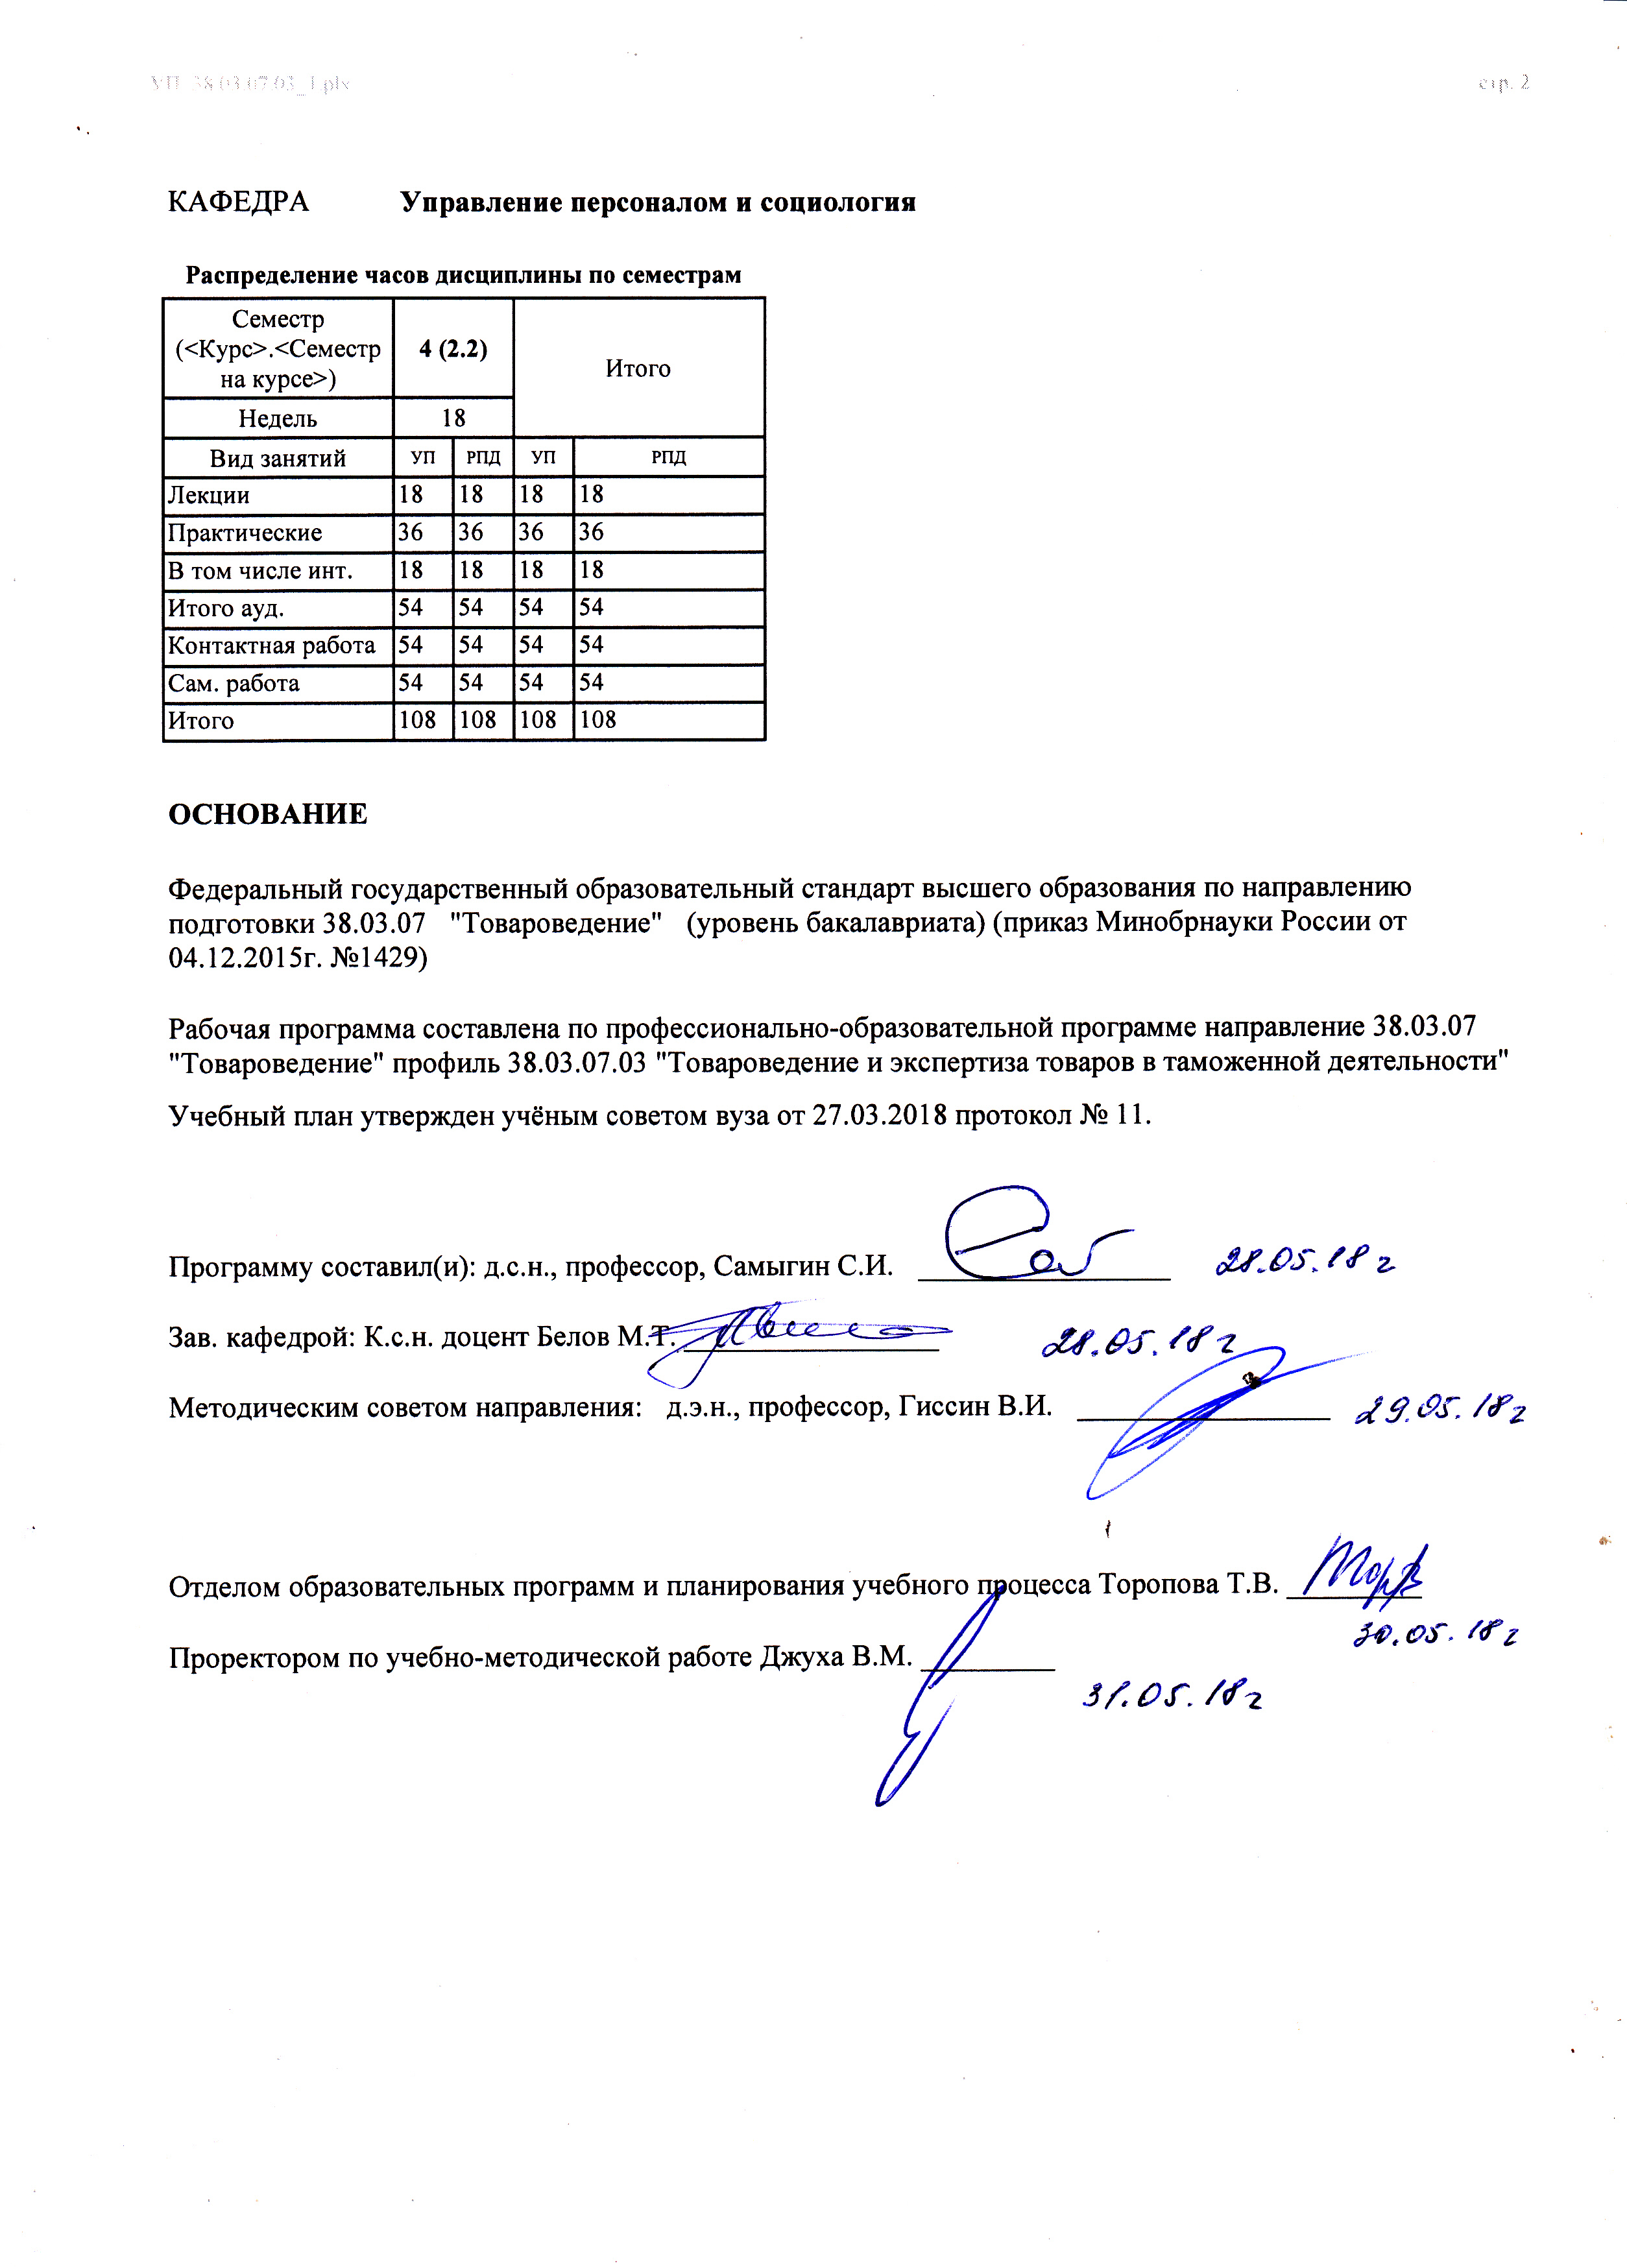 УП: 38.03.07.03_1.plx
стр. 2
КАФЕДРА Управление персоналом и социология
Распределение часов дисциплины по семестрам
Семестр (<Курс>.<Семестр на курсе>) 4 (2.2) Итого
Недель 18
Вид занятий УП РПД УП РПД
Лекции 18 18 18 18
Практические 36 36 36 36
В том числе инт. 18 18 18 18
Итого ауд. 54 54 54 54
Контактная работа 54 54 54 54
Сам. работа 54 54 54 54
Итого 108 108 108 108
ОСНОВАНИЕ
Федеральный государственный образовательный стандарт высшего образования по направлению
подготовки 38.03.07 "Товароведение" (уровень бакалавриата) (приказ Минобрнауки России от
04.12.2015г. №1429)
Рабочая программа составлена по профессионально-образовательной программе направление 38.03.07
"Товароведение" профиль 38.03.07.03 "Товароведение и экспертиза товаров в таможенной деятельности"
Учебный план утвержден учёным советом вуза от 27.03.2018 протокол № 11.
Программу составил(и): д.с.н., профессор, Самыгин С.И. 28.05.18 г
Зав. кафедрой: К.с.н. доцент Белов М.Т. 28.05.18 г
Методическим советом направления: д.э.н., профессор, Гиссин В.И. 29.05.18 г
Отделом образовательных программ и планирования учебного процесса Торопова Т.В.
30.05.18 г
Проректором по учебно-методической работе Джуха В.М.
31.05.18 г